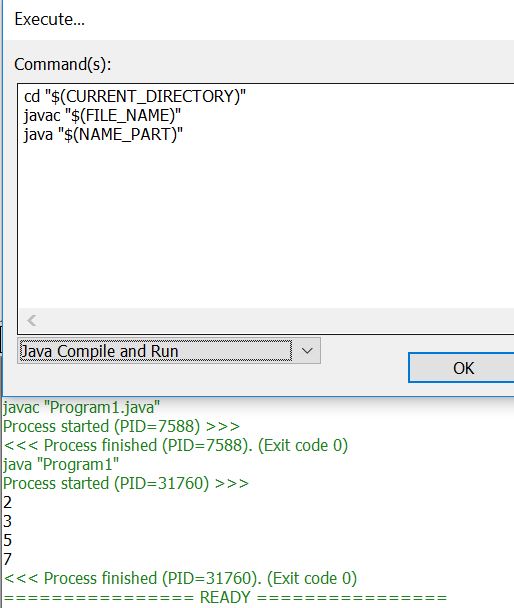 Execute...
Command(s):
cd "$(CURRENT_DIRECTORY)"
javac "$(FILE_NAME)"
java "$(NAME_PART)"
Java Compile and Run
OK
javac "Program1.java"
Process started (PID=7588) >>>
<<< Process finished (PID=7588). (Exit code 0)
java "Program1"
Process started (PID=31760) >>>
2
3
5
7
<<< Process finished (PID=31760). (Exit code 0)
================ READY ================